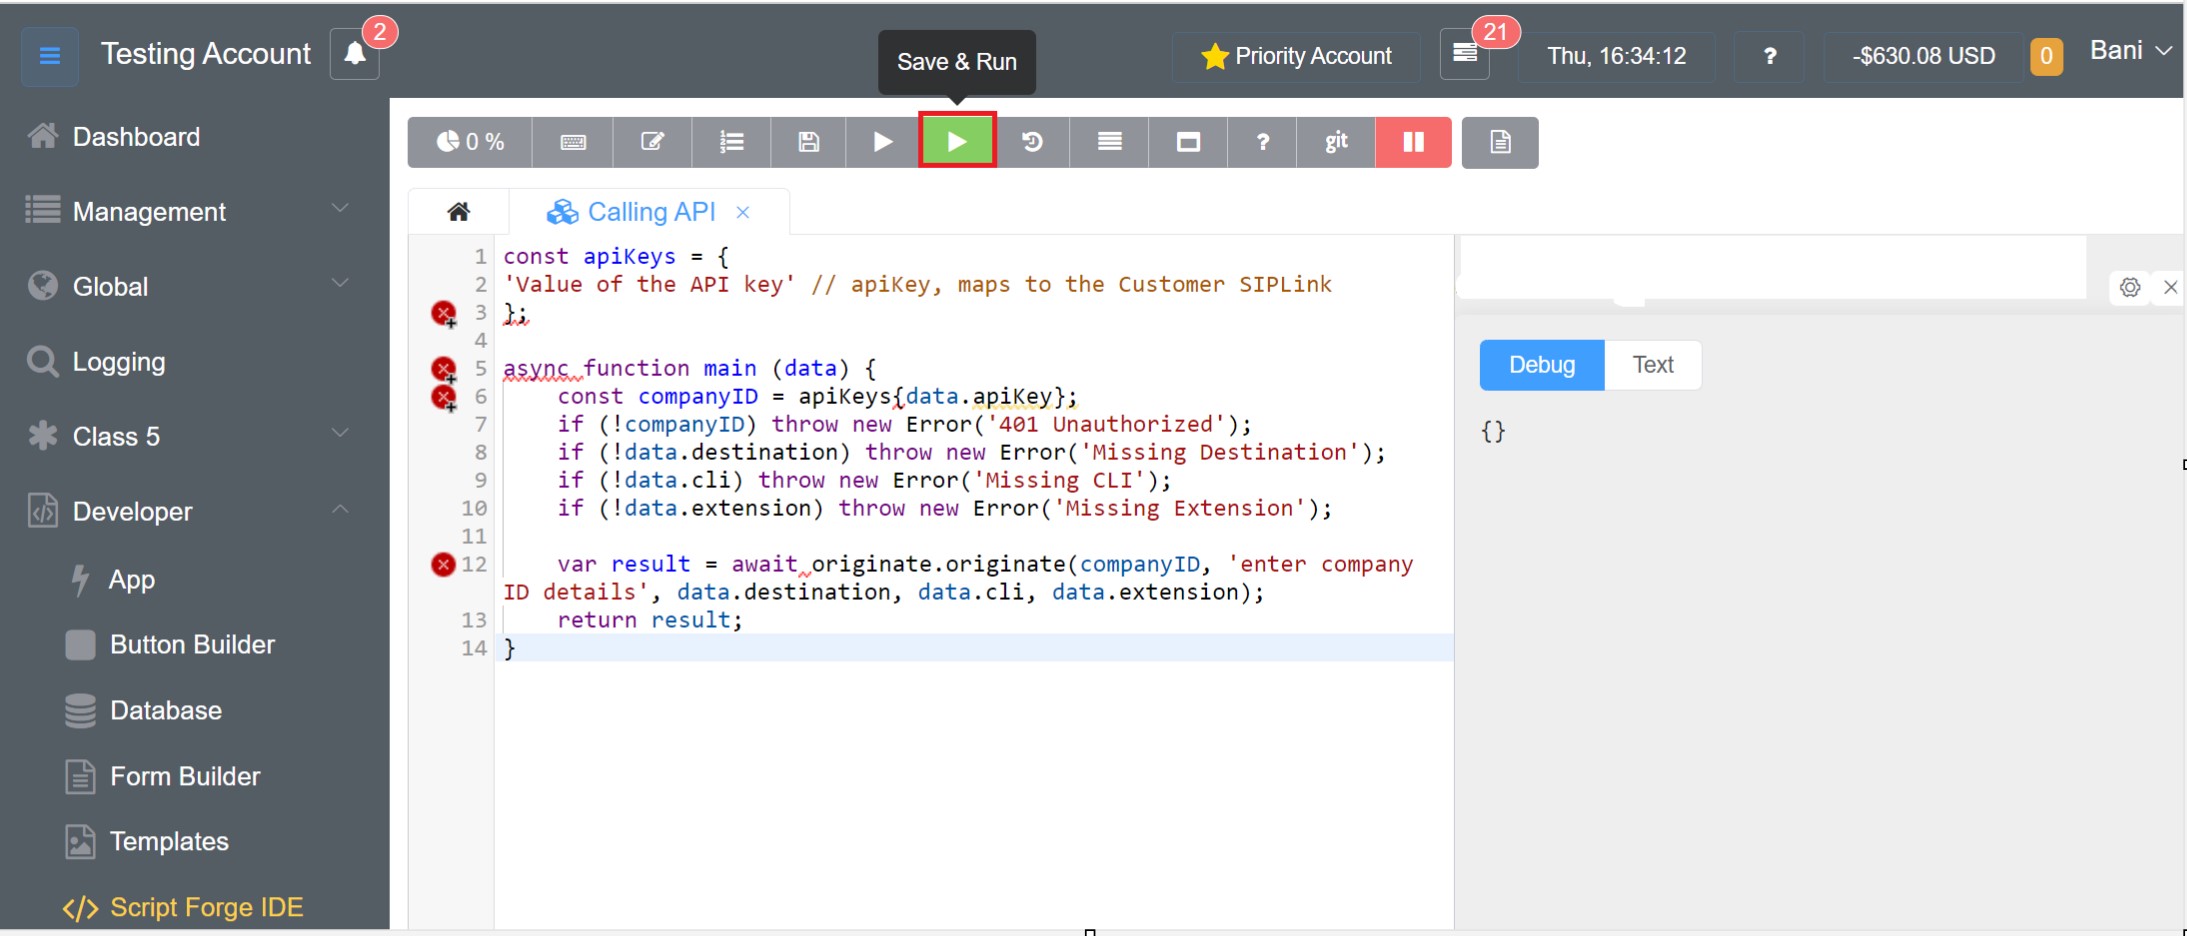 Testing Account
2
Save & Run
Priority Account
21
Thu, 16:34:12
?
-$630.08 USD
0
Bani
Dashboard
Management
Global
Logging
Class 5
Developer
App
Button Builder
Database
Form Builder
Templates
</> Script Forge IDE
0 %
?
git
Calling API ×
1 const apiKeys = {
2 'Value of the API key' // apiKey, maps to the Customer SIPLink
3 };
4
5 async function main (data) {
6 const companyID = apiKeys{data.apiKey};
7 if (!companyID) throw new Error('401 Unauthorized');
8 if (!data.destination) throw new Error('Missing Destination');
9 if (!data.cli) throw new Error('Missing CLI');
10 if (!data.extension) throw new Error('Missing Extension');
11
12 var result = await originate.originate(companyID, 'enter company
ID details', data.destination, data.cli, data.extension);
13 return result;
14 }
Debug
Text
{}